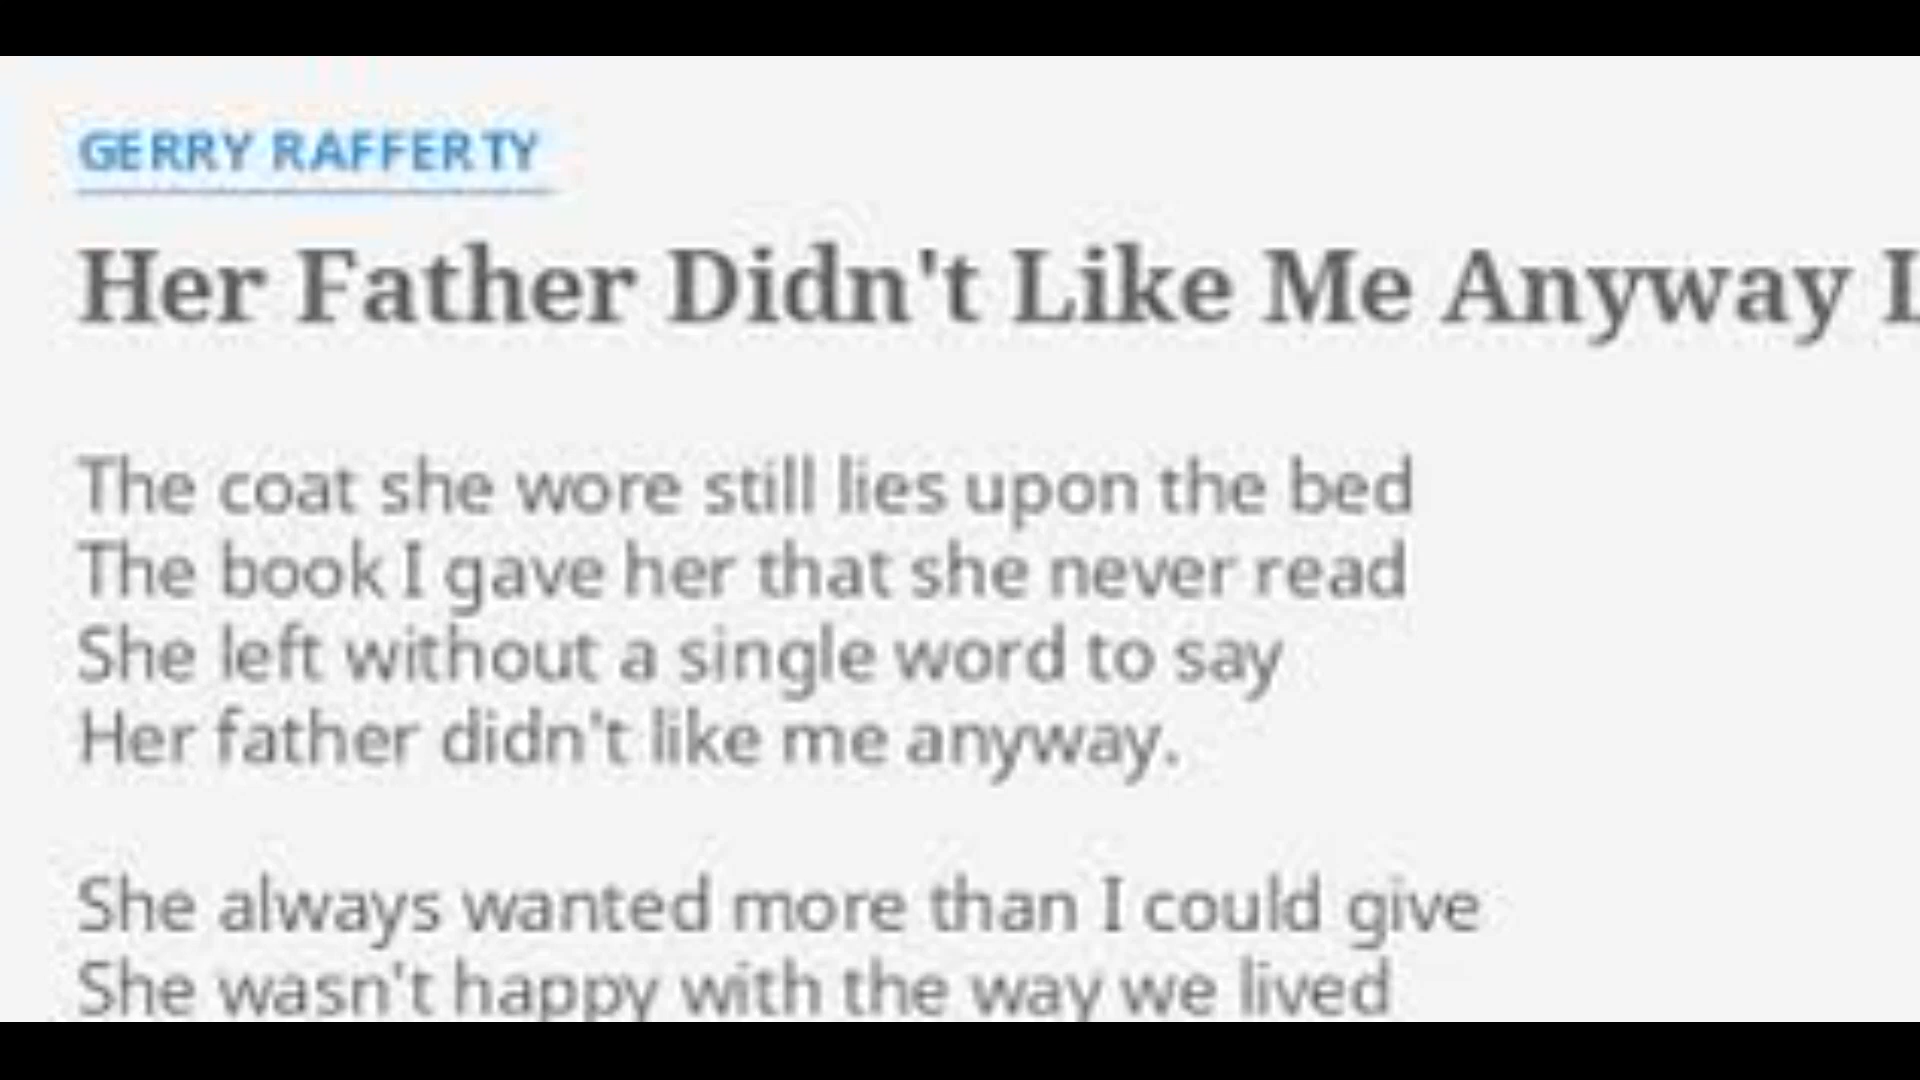 GERRY RAFFERTY
Her Father Didn't Like Me Anyway
The coat she wore still lies upon the bed
The book I gave her that she never read
She left without a single word to say
Her father didn't like me anyway.
She always wanted more than I could give
She wasn't happy with the way we lived